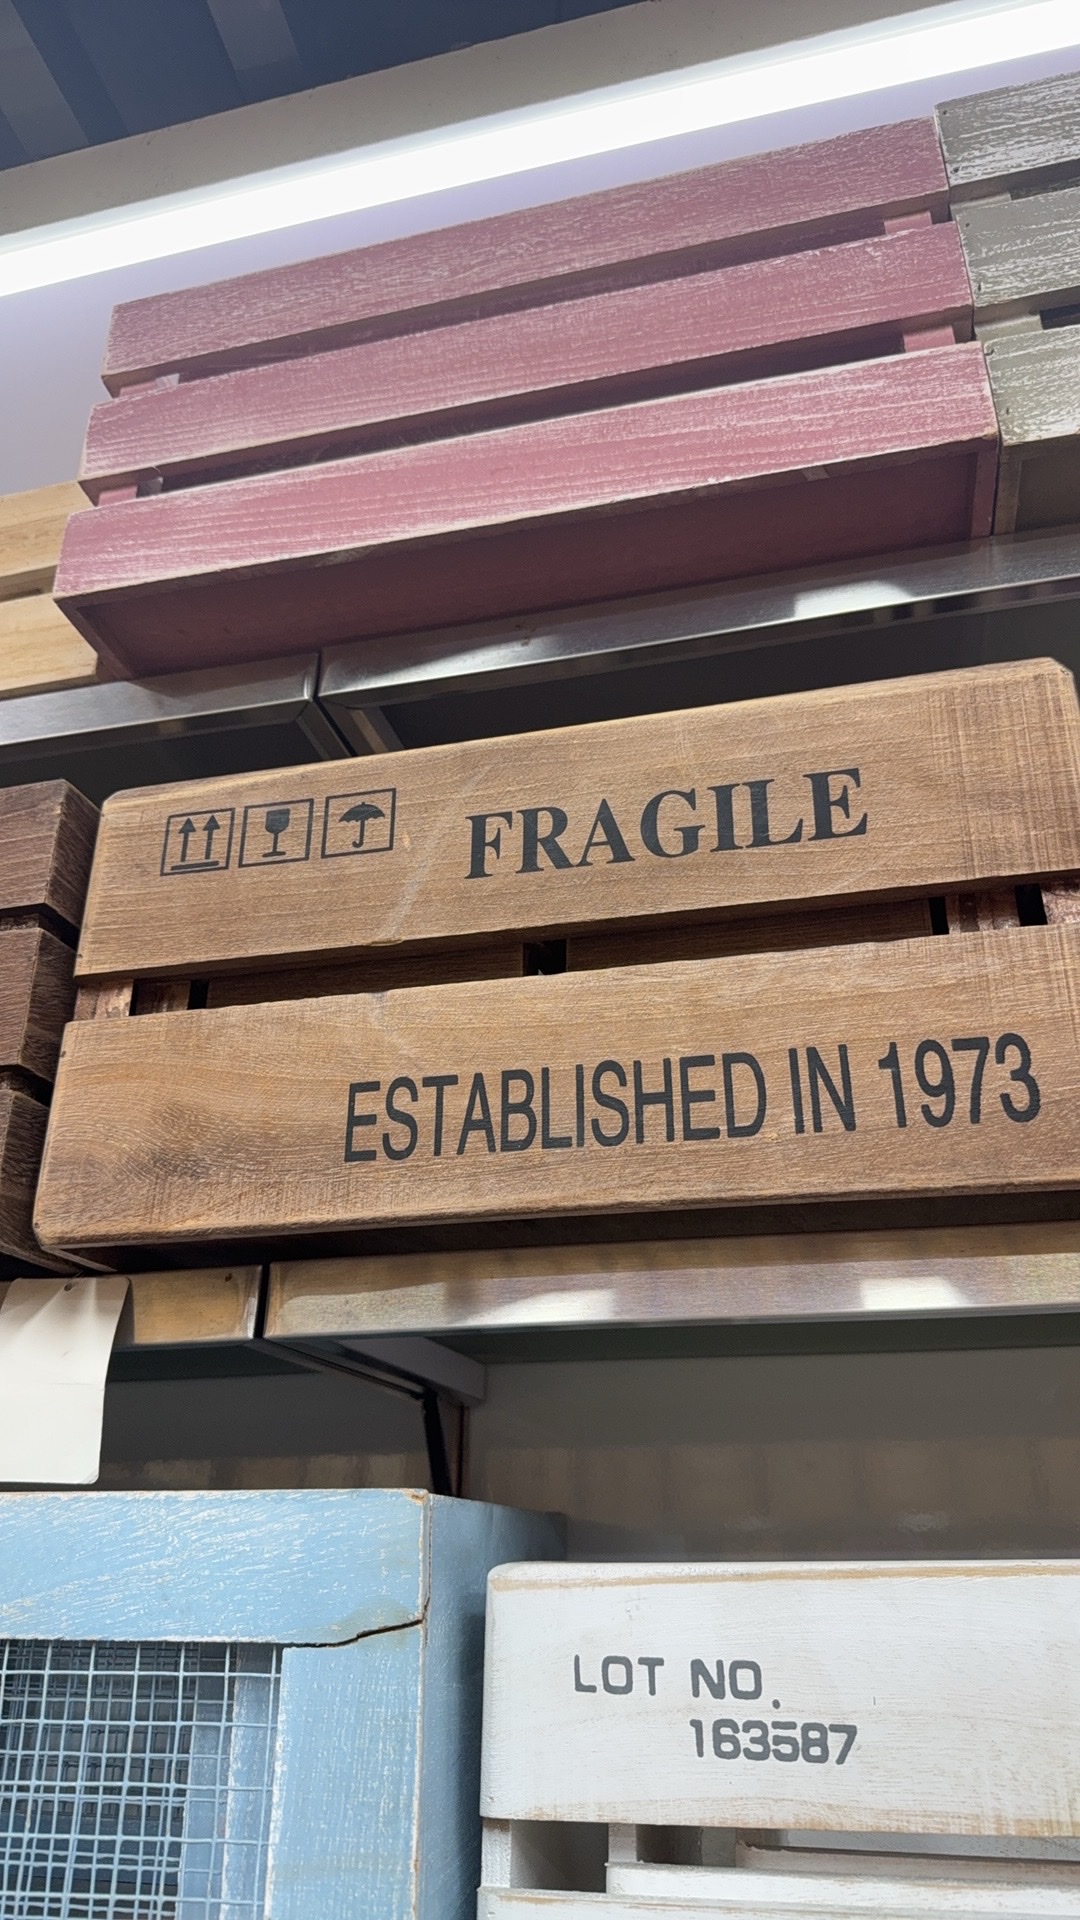 FRAGILE
ESTABLISHED IN 1973
LOT NO.
163587